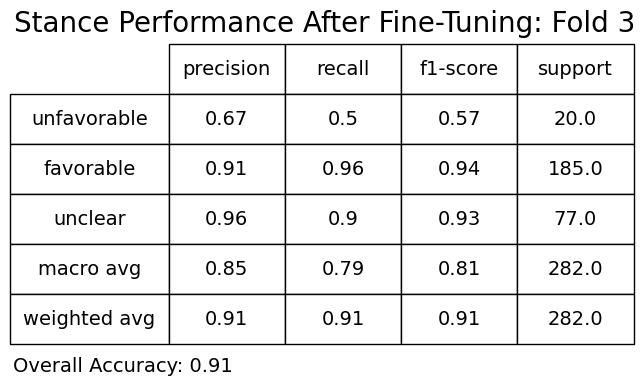 Stance Performance After Fine-Tuning: Fold 3
precision recall f1-score support
unfavorable 0.67 0.5 0.57 20.0
favorable 0.91 0.96 0.94 185.0
unclear 0.96 0.9 0.93 77.0
macro avg 0.85 0.79 0.81 282.0
weighted avg 0.91 0.91 0.91 282.0
Overall Accuracy: 0.91